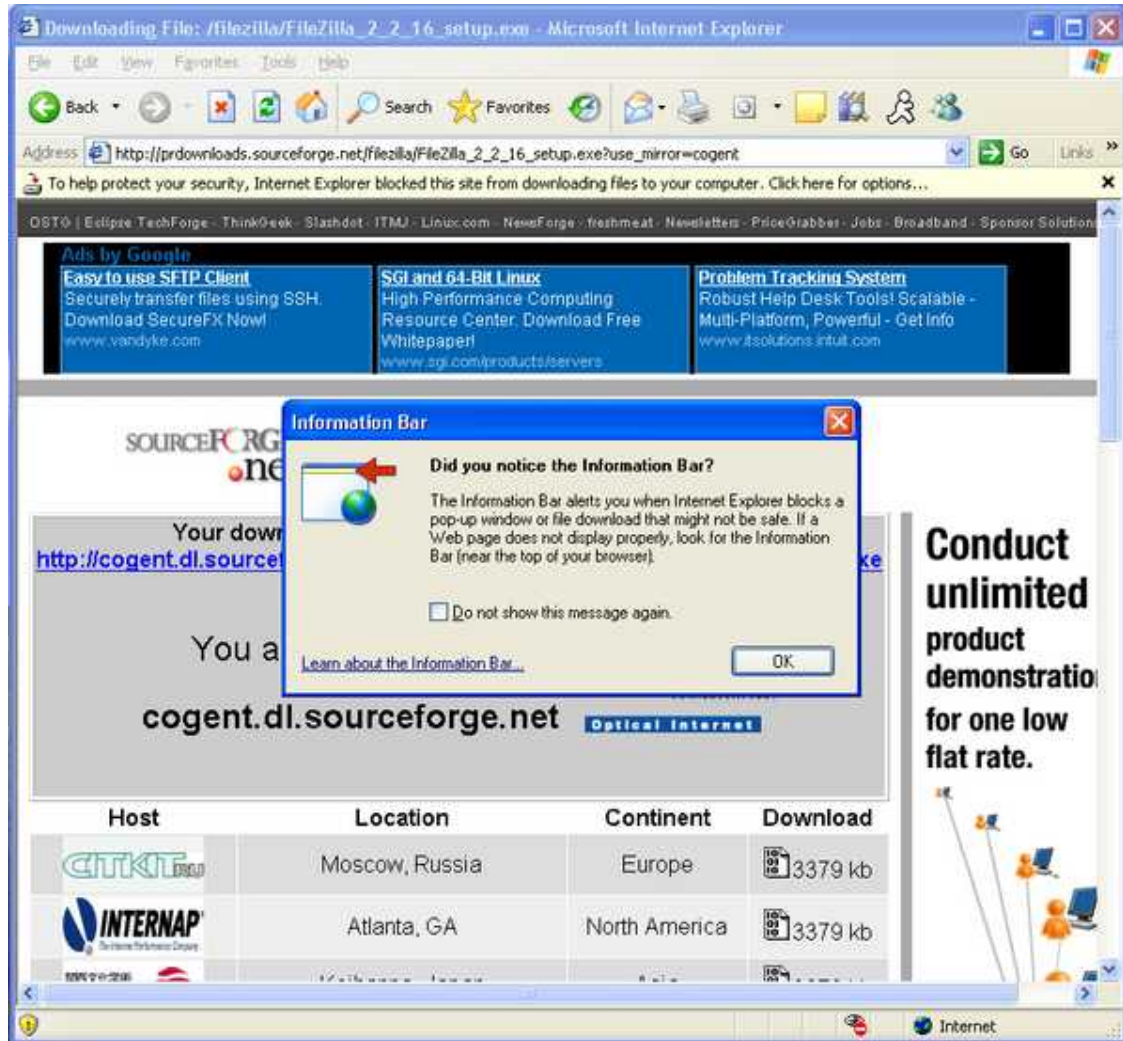 Downloading File: /filezilla/FileZilla_2_2_16_setup.exe - Microsoft Internet Explorer
File Edit View Favorites Tools Help
Back Search Favorites
Address http://prdownloads.sourceforge.net/filezilla/FileZilla_2_2_16_setup.exe?use_mirror=cogent Go Links »
To help protect your security, Internet Explorer blocked this site from downloading files to your computer. Click here for options...
OSTG | Eclipse TechForge - ThinkGeek - Slashdot - ITMJ - Linux.com - NewsForge - freshmeat - Newsletters - PriceGrabber - Jobs - Broadband - Sponsor Solution
Ads by Google
Easy to use SFTP Client
Securely transfer files using SSH.
Download SecureFX Now!
www.vandyke.com
SGI and 64-Bit Linux
High Performance Computing
Resource Center. Download Free
Whitepaper!
www.sgi.com/products/servers
Problem Tracking System
Robust Help Desk Tools! Scalable -
Multi-Platform, Powerful - Get Info
www.itsolutions.intuit.com
SOURCEFORG
.ne
Information Bar
Did you notice the Information Bar?
The Information Bar alerts you when Internet Explorer blocks a
pop-up window or file download that might not be safe. If a
Web page does not display properly, look for the Information
Bar (near the top of your browser).
Do not show this message again.
Learn about the Information Bar...
OK
Your down
http://cogent.dl.sourcef
xe
You a
cogent.dl.sourceforge.net
Optical Internet
Conduct
unlimited
product
demonstratio
for one low
flat rate.
Host Location Continent Download
CITKIT.RU Moscow, Russia Europe 3379 kb
INTERNAP Atlanta, GA North America 3379 kb
Internet